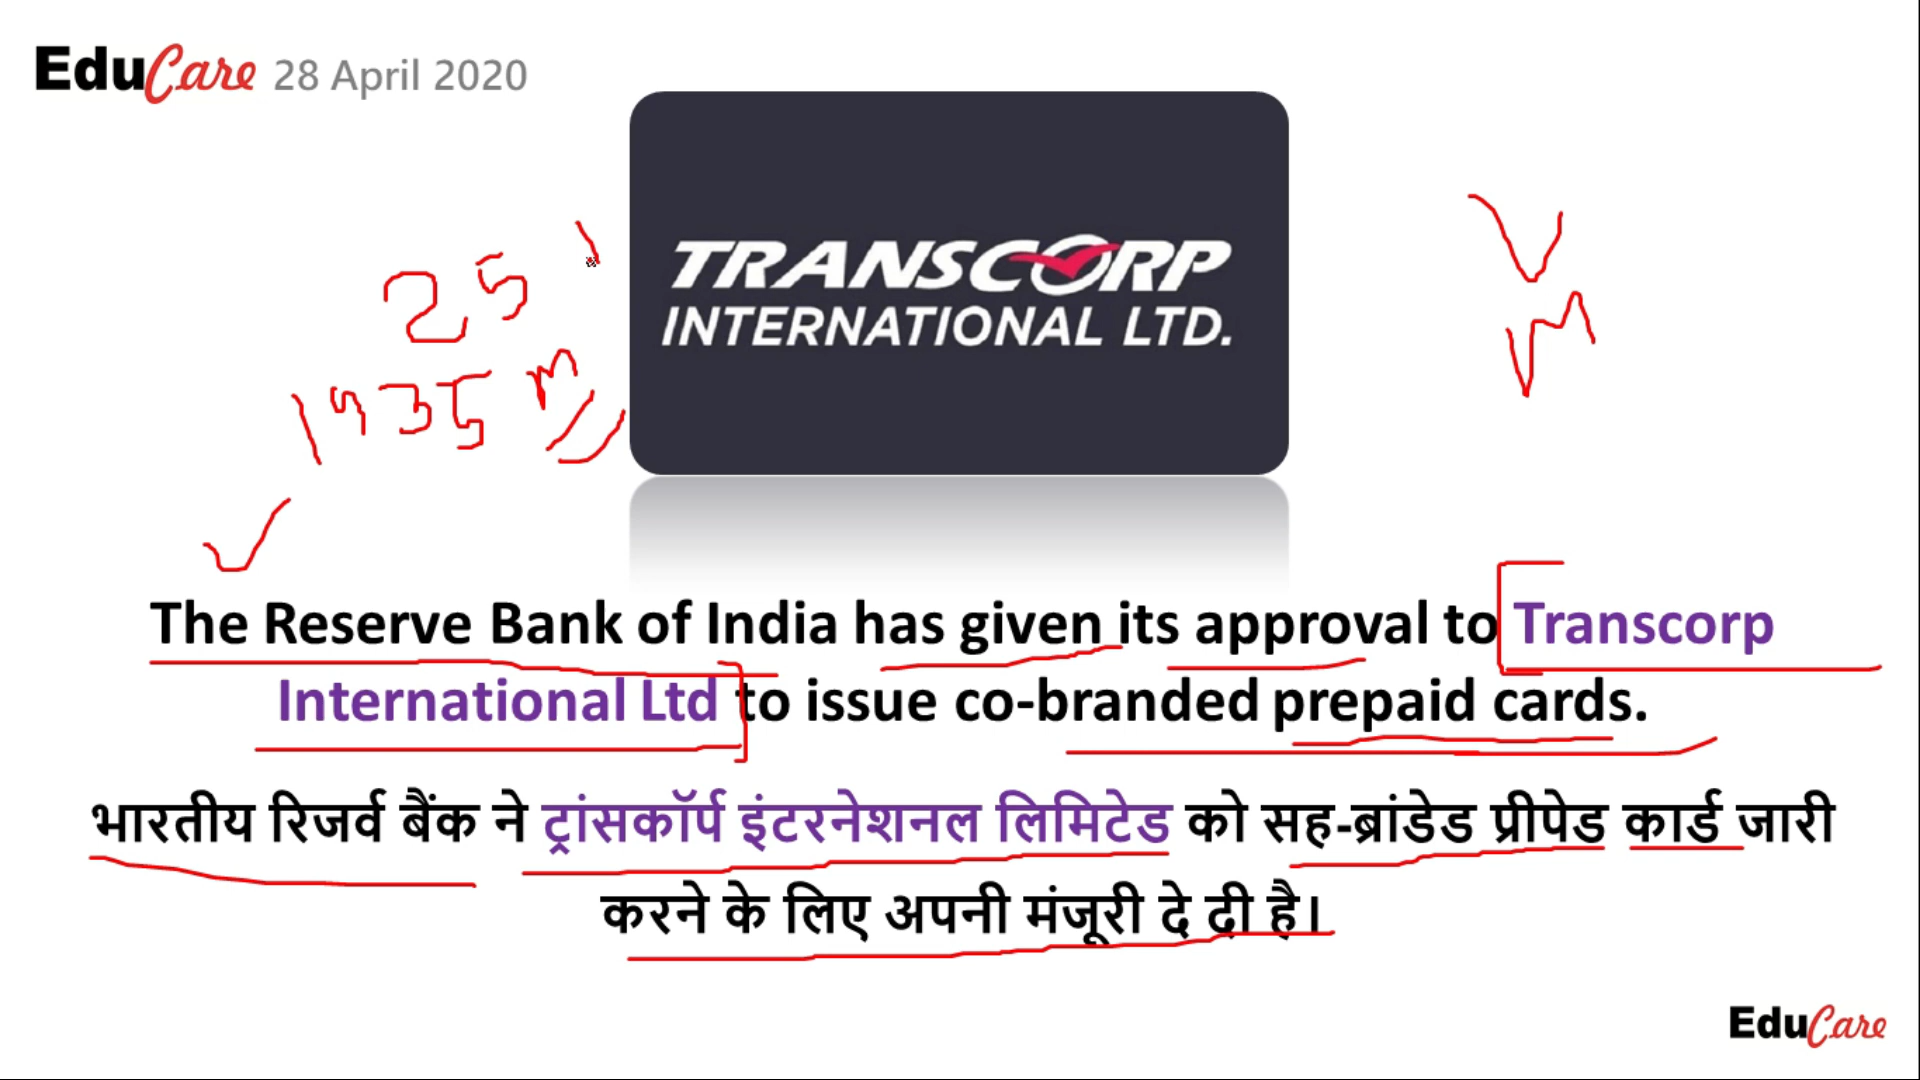 EduCare 28 April 2020
TRANSCORP
INTERNATIONAL LTD.
25
1935
The Reserve Bank of India has given its approval to Transcorp
International Ltd to issue co-branded prepaid cards.
भारतीय रिजर्व बैंक ने ट्रांसकॉर्प इंटरनेशनल लिमिटेड को सह-ब्रांडेड प्रीपेड कार्ड जारी
करने के लिए अपनी मंजूरी दे दी है।
EduCare